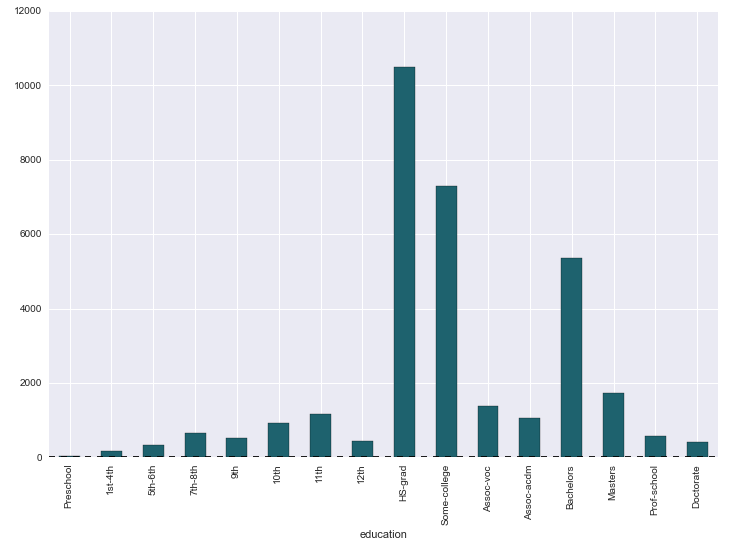 12000
10000
8000
6000
4000
2000
0
Preschool
1st-4th
5th-6th
7th-8th
9th
10th
11th
12th
HS-grad
Some-college
Assoc-voc
Assoc-acdm
Bachelors
Masters
Prof-school
Doctorate
education